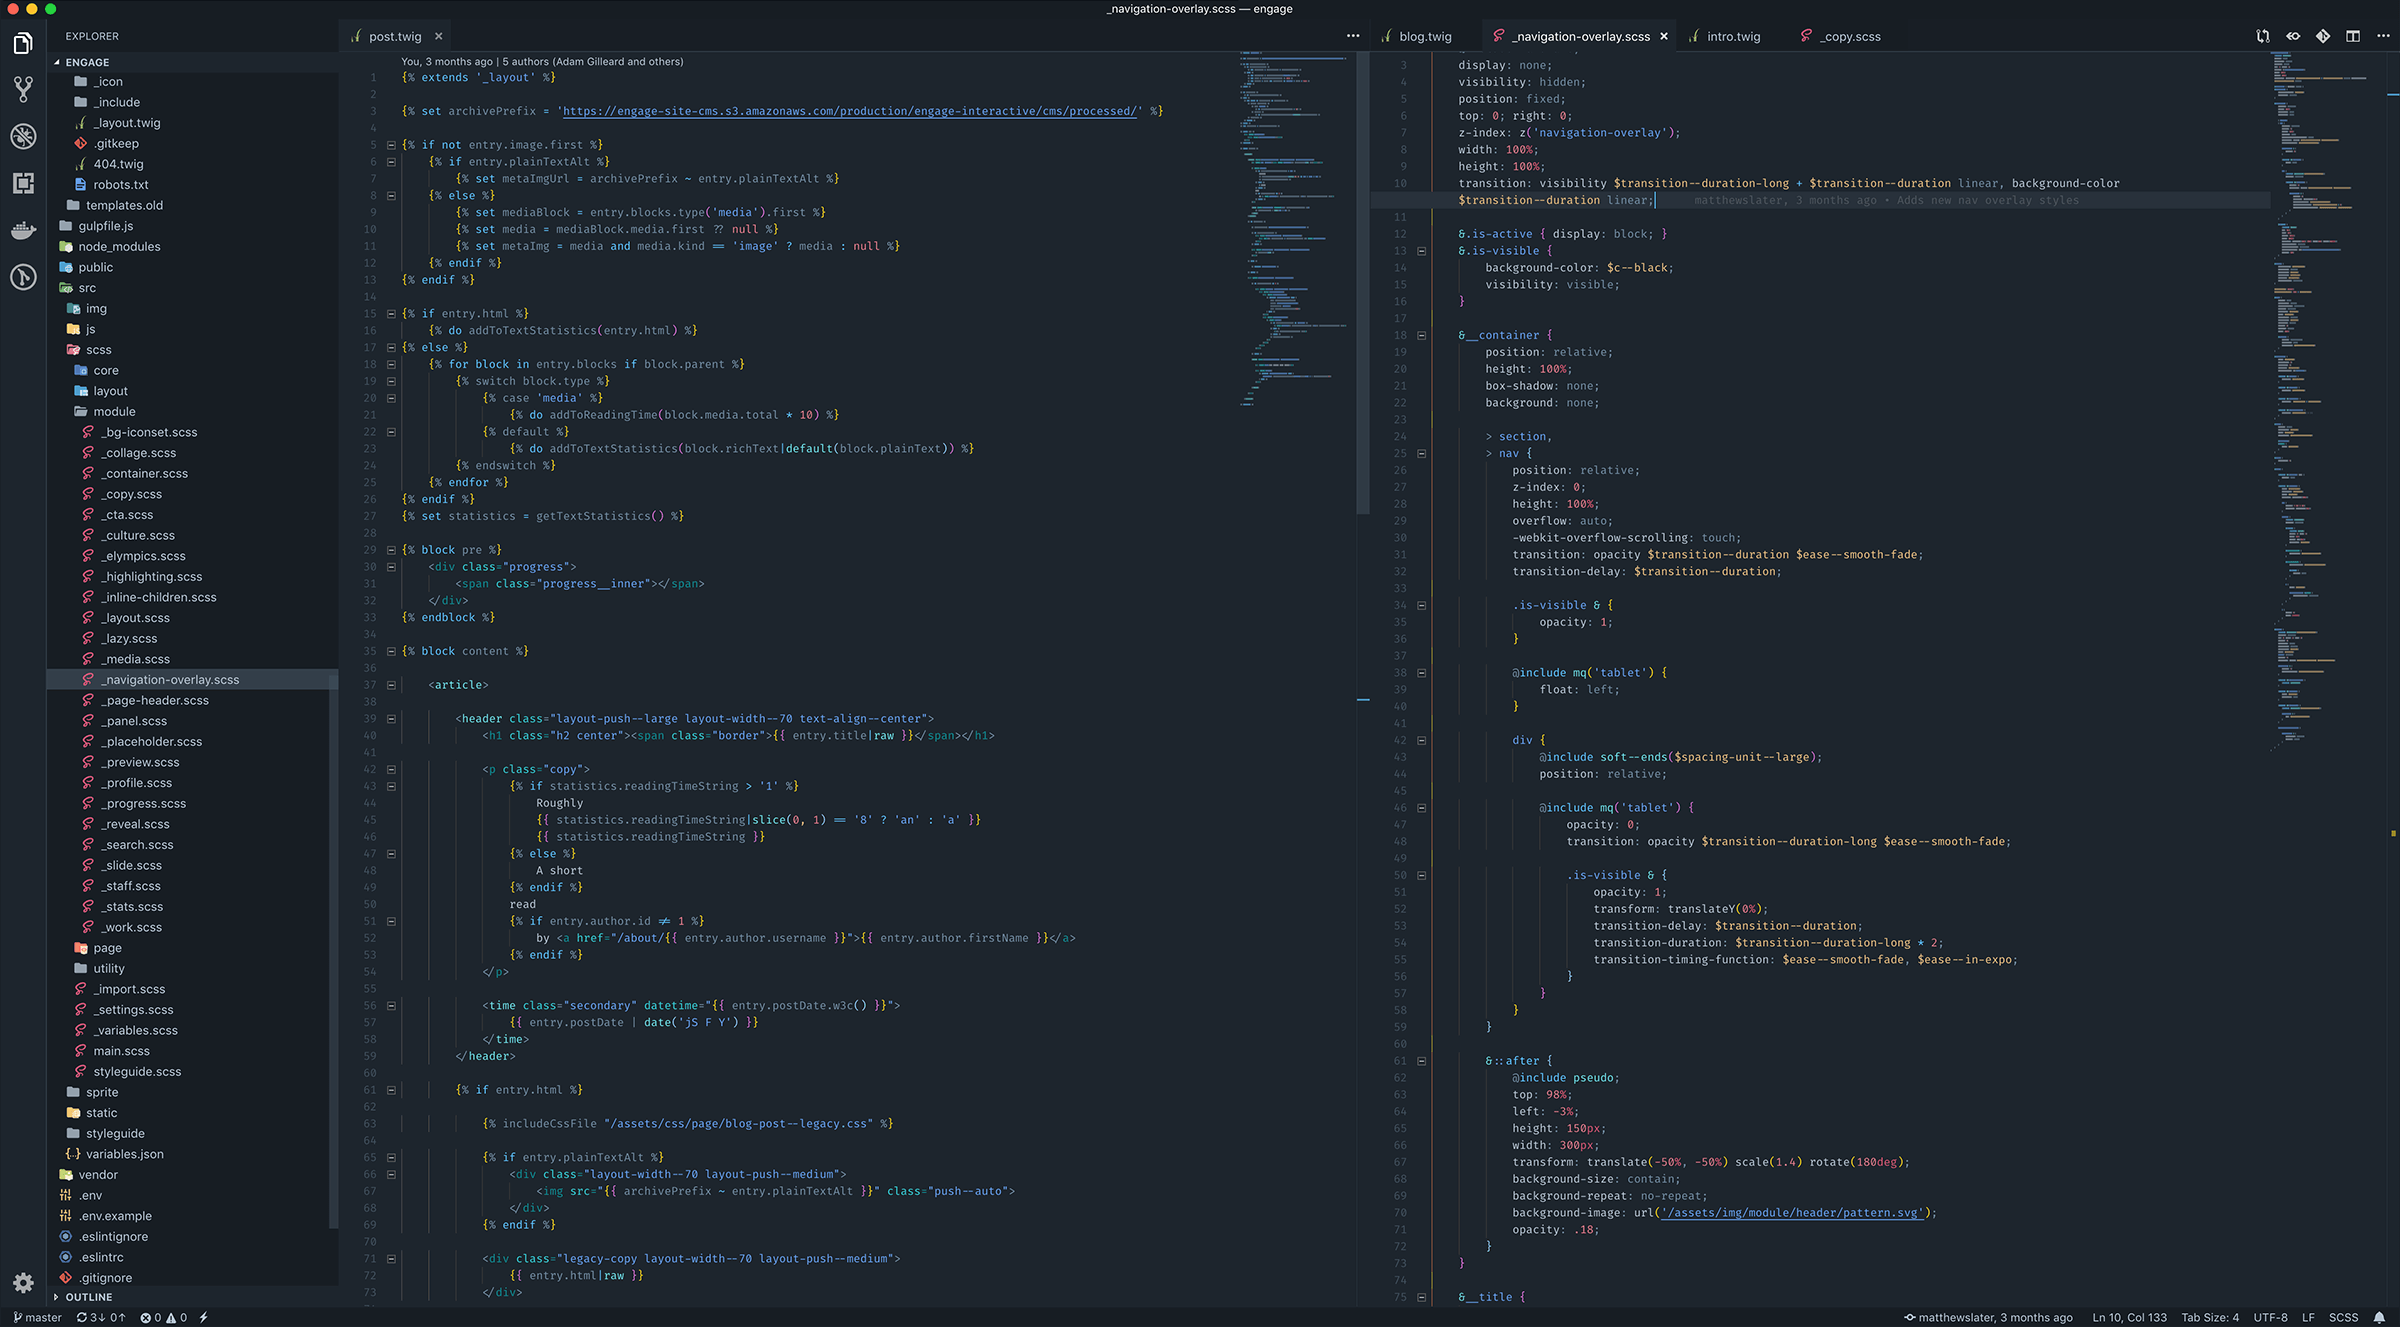 _navigation-overlay.scss — engage
EXPLORER
ENGAGE
_icon
_include
_layout.twig
.gitkeep
404.twig
robots.txt
templates.old
gulpfile.js
node_modules
public
src
img
js
scss
core
layout
module
_bg-iconset.scss
_collage.scss
_container.scss
_copy.scss
_cta.scss
_culture.scss
_elympics.scss
_highlighting.scss
_inline-children.scss
_layout.scss
_lazy.scss
_media.scss
_navigation-overlay.scss
_page-header.scss
_panel.scss
_placeholder.scss
_preview.scss
_profile.scss
_progress.scss
_reveal.scss
_search.scss
_slide.scss
_staff.scss
_stats.scss
_work.scss
page
utility
_import.scss
_settings.scss
_variables.scss
main.scss
styleguide.scss
sprite
static
styleguide
variables.json
vendor
.env
.env.example
.eslintignore
.eslintrc
.gitignore
OUTLINE
post.twig
You, 3 months ago | 5 authors (Adam Gilleard and others)
1 {% extends '_layout' %}
2
3 {% set archivePrefix = 'https://engage-site-cms.s3.amazonaws.com/production/engage-interactive/cms/processed/' %}
4
5 {% if not entry.image.first %}
6 {% if entry.plainTextAlt %}
7 {% set metaImgUrl = archivePrefix ~ entry.plainTextAlt %}
8 {% else %}
9 {% set mediaBlock = entry.blocks.type('media').first %}
10 {% set media = mediaBlock.media.first ?? null %}
11 {% set metaImg = media and media.kind == 'image' ? media : null %}
12 {% endif %}
13 {% endif %}
14
15 {% if entry.html %}
16 {% do addToTextStatistics(entry.html) %}
17 {% else %}
18 {% for block in entry.blocks if block.parent %}
19 {% switch block.type %}
20 {% case 'media' %}
21 {% do addToReadingTime(block.media.total * 10) %}
22 {% default %}
23 {% do addToTextStatistics(block.richText|default(block.plainText)) %}
24 {% endswitch %}
25 {% endfor %}
26 {% endif %}
27 {% set statistics = getTextStatistics() %}
28
29 {% block pre %}
30 <div class="progress">
31 <span class="progress__inner"></span>
32 </div>
33 {% endblock %}
34
35 {% block content %}
36
37 <article>
38
39 <header class="layout-push--large layout-width--70 text-align--center">
40 <h1 class="h2 center"><span class="border">{{ entry.title|raw }}</span></h1>
41
42 <p class="copy">
43 {% if statistics.readingTimeString > '1' %}
44 Roughly
45 {{ statistics.readingTimeString|slice(0, 1) == '8' ? 'an' : 'a' }}
46 {{ statistics.readingTimeString }}
47 {% else %}
48 A short
49 {% endif %}
50 read
51 {% if entry.author.id != 1 %}
52 by <a href="/about/{{ entry.author.username }}">{{ entry.author.firstName }}</a>
53 {% endif %}
54 </p>
55
56 <time class="secondary" datetime="{{ entry.postDate.w3c() }}">
57 {{ entry.postDate | date('jS F Y') }}
58 </time>
59 </header>
60
61 {% if entry.html %}
62
63 {% includeCssFile "/assets/css/page/blog-post--legacy.css" %}
64
65 {% if entry.plainTextAlt %}
66 <div class="layout-width--70 layout-push--medium">
67 <img src="{{ archivePrefix ~ entry.plainTextAlt }}" class="push--auto">
68 </div>
69 {% endif %}
70
71 <div class="legacy-copy layout-width--70 layout-push--medium">
72 {{ entry.html|raw }}
73 </div>
blog.twig
_navigation-overlay.scss
intro.twig
_copy.scss
3 display: none;
4 visibility: hidden;
5 position: fixed;
6 top: 0; right: 0;
7 z-index: z('navigation-overlay');
8 width: 100%;
9 height: 100%;
10 transition: visibility $transition--duration-long + $transition--duration linear, background-color
$transition--duration linear; matthewslater, 3 months ago • Adds new nav overlay styles
11
12 &.is-active { display: block; }
13 &.is-visible {
14 background-color: $c--black;
15 visibility: visible;
16 }
17
18 &__container {
19 position: relative;
20 height: 100%;
21 box-shadow: none;
22 background: none;
23
24 > section,
25 > nav {
26 position: relative;
27 z-index: 0;
28 height: 100%;
29 overflow: auto;
30 -webkit-overflow-scrolling: touch;
31 transition: opacity $transition--duration $ease--smooth-fade;
32 transition-delay: $transition--duration;
33
34 .is-visible & {
35 opacity: 1;
36 }
37
38 @include mq('tablet') {
39 float: left;
40 }
41
42 div {
43 @include soft--ends($spacing-unit--large);
44 position: relative;
45
46 @include mq('tablet') {
47 opacity: 0;
48 transition: opacity $transition--duration-long $ease--smooth-fade;
49
50 .is-visible & {
51 opacity: 1;
52 transform: translateY(0%);
53 transition-delay: $transition--duration;
54 transition-duration: $transition--duration-long * 2;
55 transition-timing-function: $ease--smooth-fade, $ease--in-expo;
56 }
57 }
58 }
59 }
60
61 &::after {
62 @include pseudo;
63 top: 98%;
64 left: -3%;
65 height: 150px;
66 width: 300px;
67 transform: translate(-50%, -50%) scale(1.4) rotate(180deg);
68 background-size: contain;
69 background-repeat: no-repeat;
70 background-image: url('/assets/img/module/header/pattern.svg');
71 opacity: .18;
72 }
73 }
74
75 &__title {
master 3↓ 0↑ 0 0
matthewslater, 3 months ago Ln 10, Col 133 Tab Size: 4 UTF-8 LF SCSS